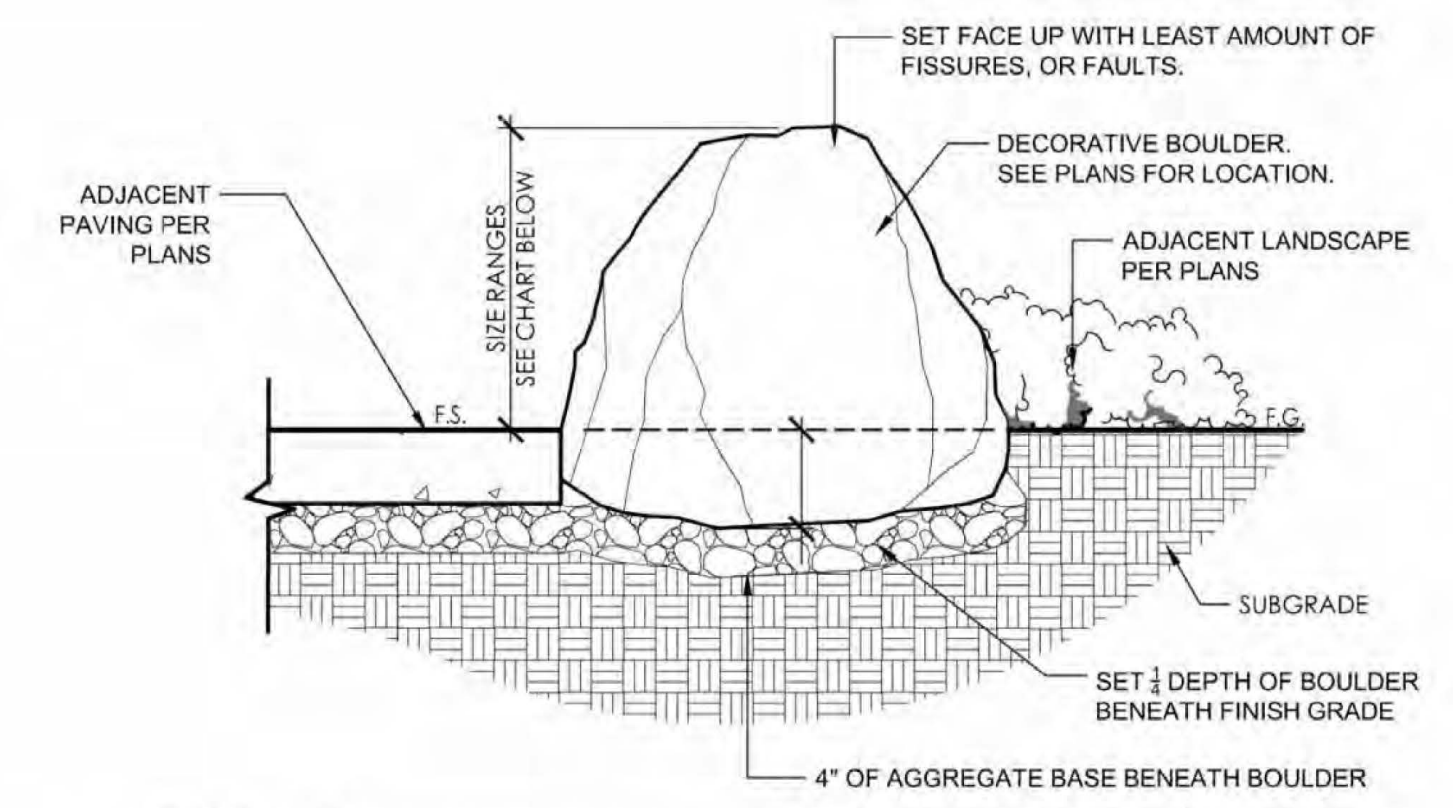 SET FACE UP WITH LEAST AMOUNT OF
FISSURES, OR FAULTS.
DECORATIVE BOULDER.
SEE PLANS FOR LOCATION.
ADJACENT
PAVING PER
PLANS
SIZE RANGES
SEE CHART BELOW
ADJACENT LANDSCAPE
PER PLANS
F.S.
F.G.
SUBGRADE
SET 1/4 DEPTH OF BOULDER
BENEATH FINISH GRADE
4" OF AGGREGATE BASE BENEATH BOULDER